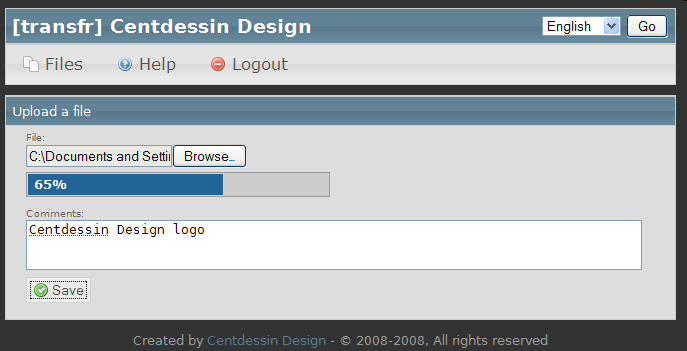 [transfr] Centdessin Design
English
Go
Files
Help
Logout
Upload a file
File:
C:\Documents and Settin
Browse...
65%
Comments:
Centdessin Design logo
Save
Created by Centdessin Design - © 2008-2008, All rights reserved